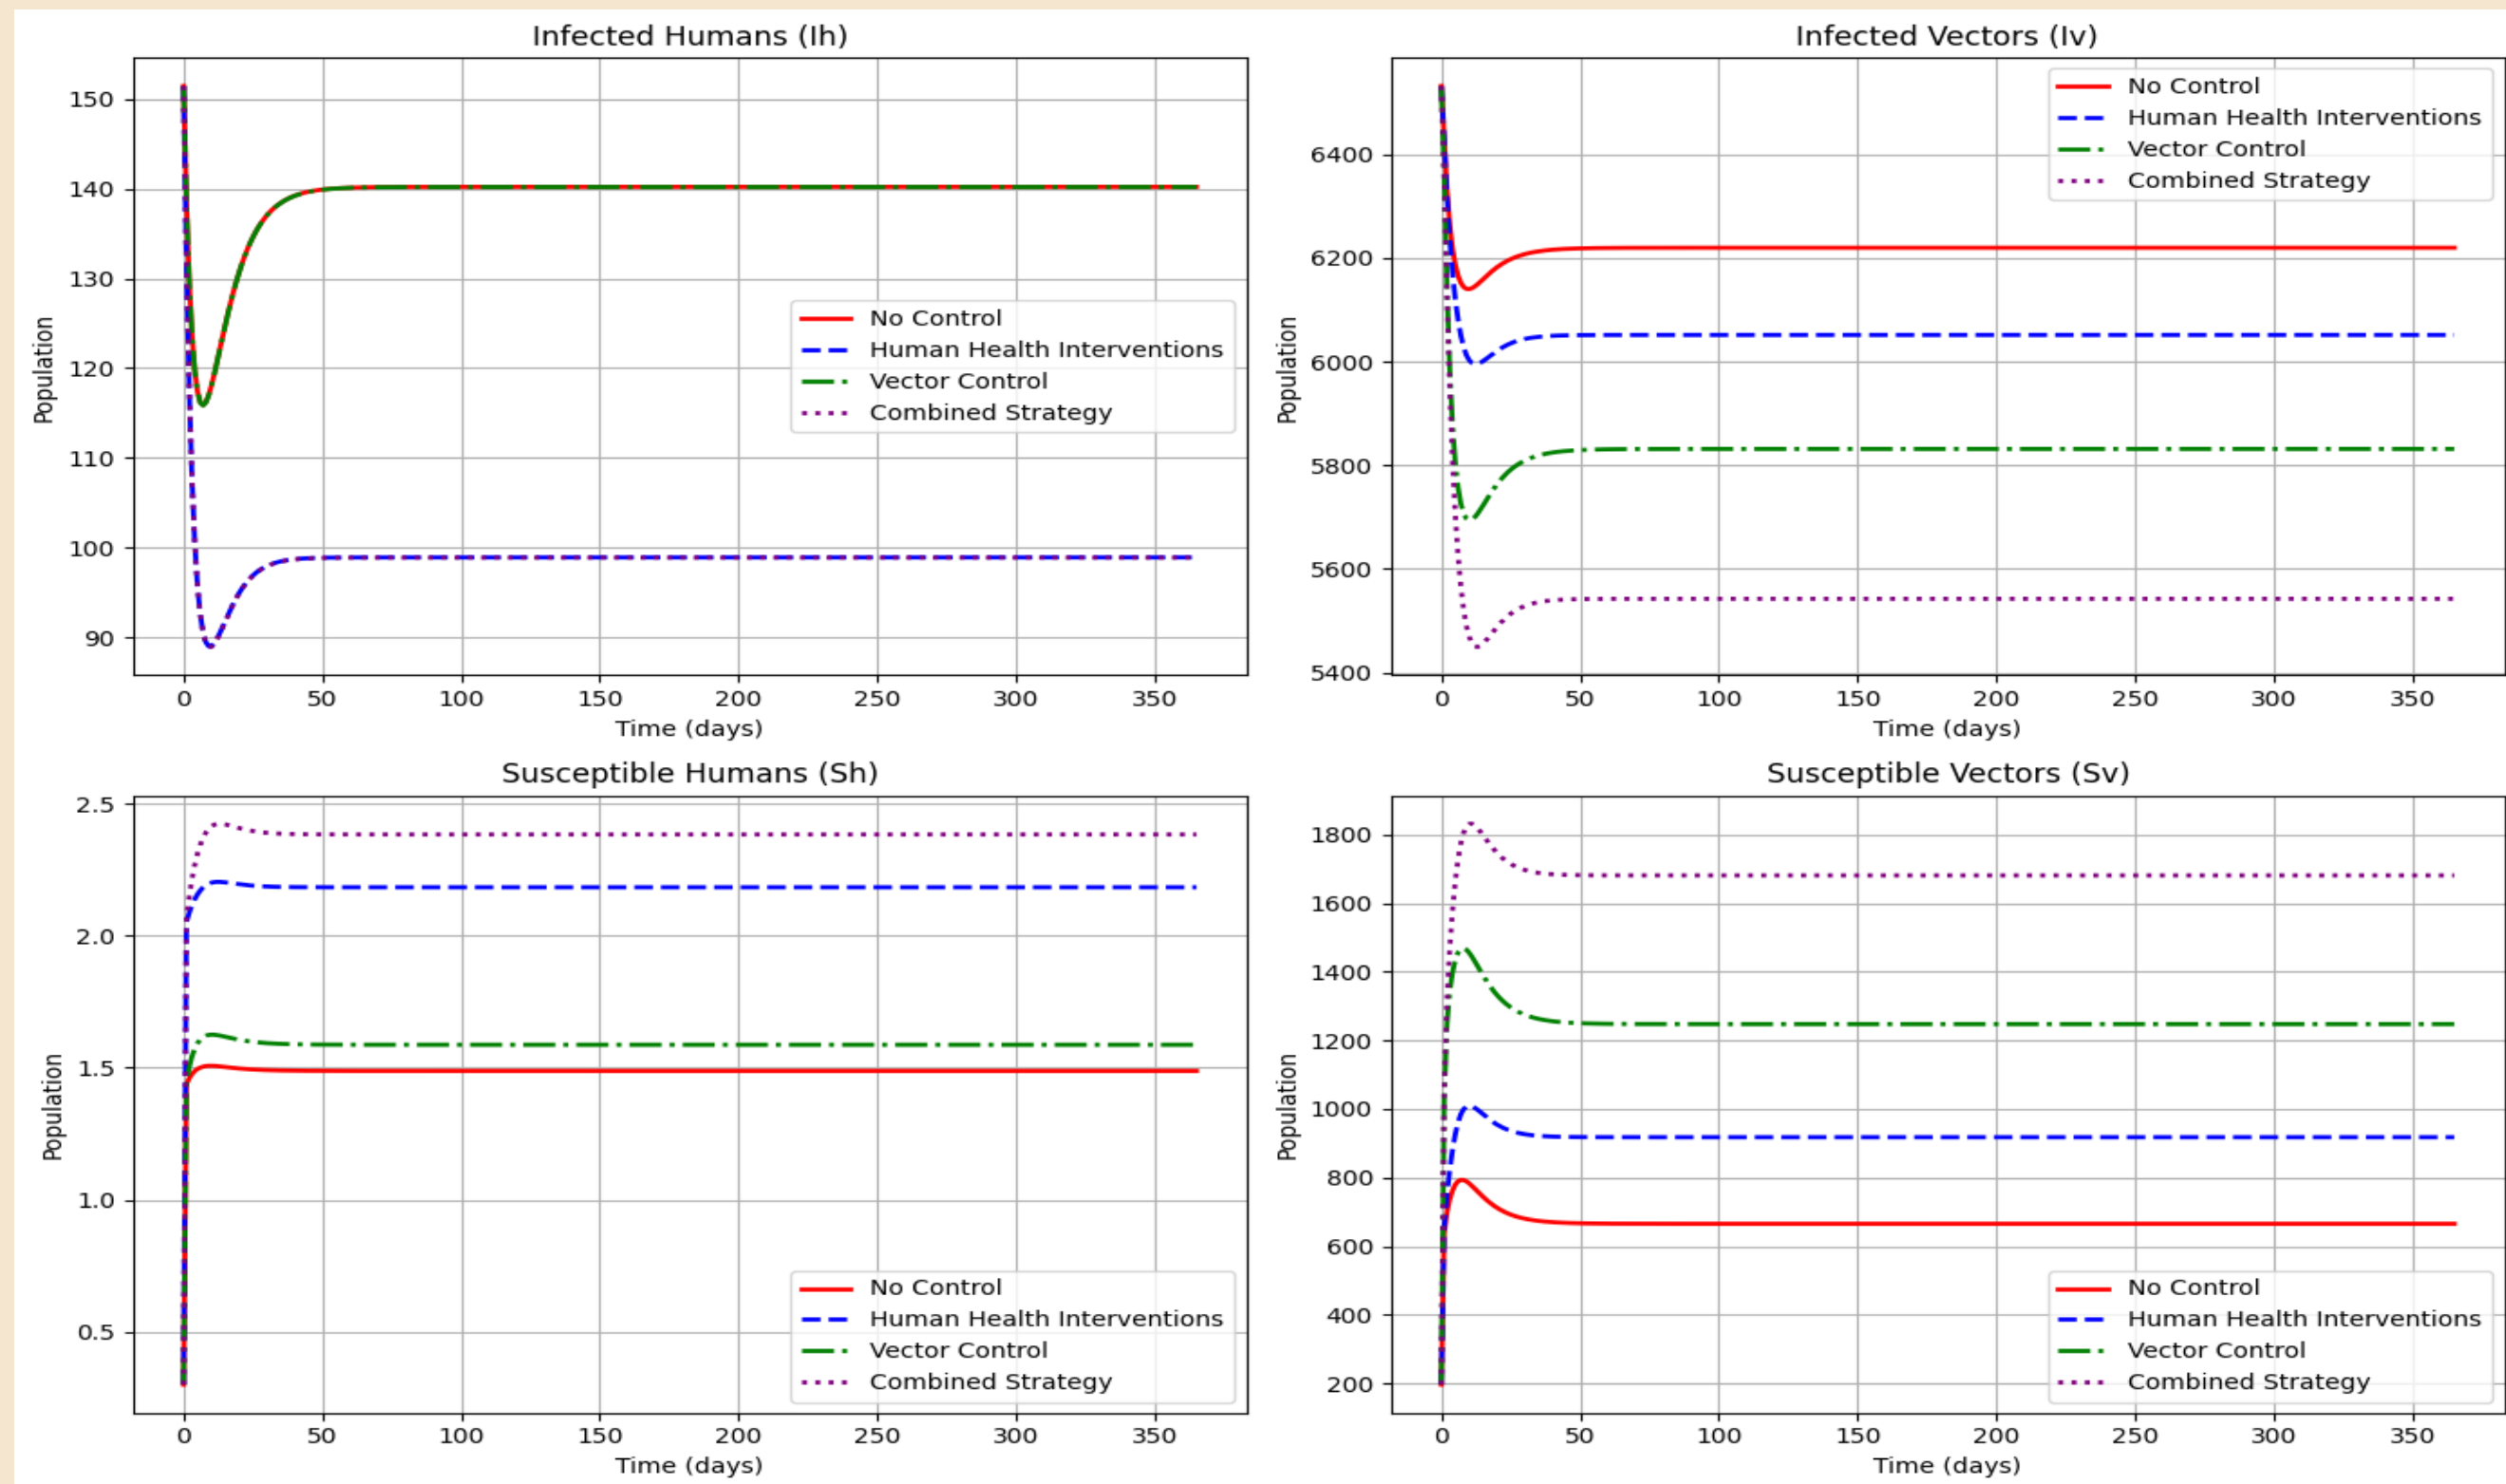 Infected Humans (Ih)
Population
150
140
130
120
110
100
90
No Control
Human Health Interventions
Vector Control
Combined Strategy
0 50 100 150 200 250 300 350
Time (days)
Infected Vectors (Iv)
Population
6400
6200
6000
5800
5600
5400
No Control
Human Health Interventions
Vector Control
Combined Strategy
0 50 100 150 200 250 300 350
Time (days)
Susceptible Humans (Sh)
Population
2.5
2.0
1.5
1.0
0.5
No Control
Human Health Interventions
Vector Control
Combined Strategy
0 50 100 150 200 250 300 350
Time (days)
Susceptible Vectors (Sv)
Population
1800
1600
1400
1200
1000
800
600
400
200
No Control
Human Health Interventions
Vector Control
Combined Strategy
0 50 100 150 200 250 300 350
Time (days)